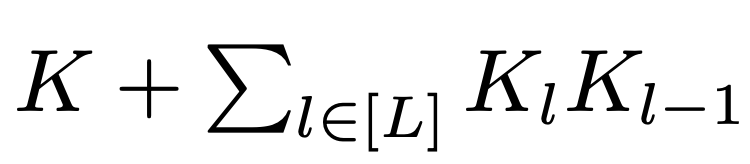 K + \sum_{l \in [L]} K_l K_{l-1}